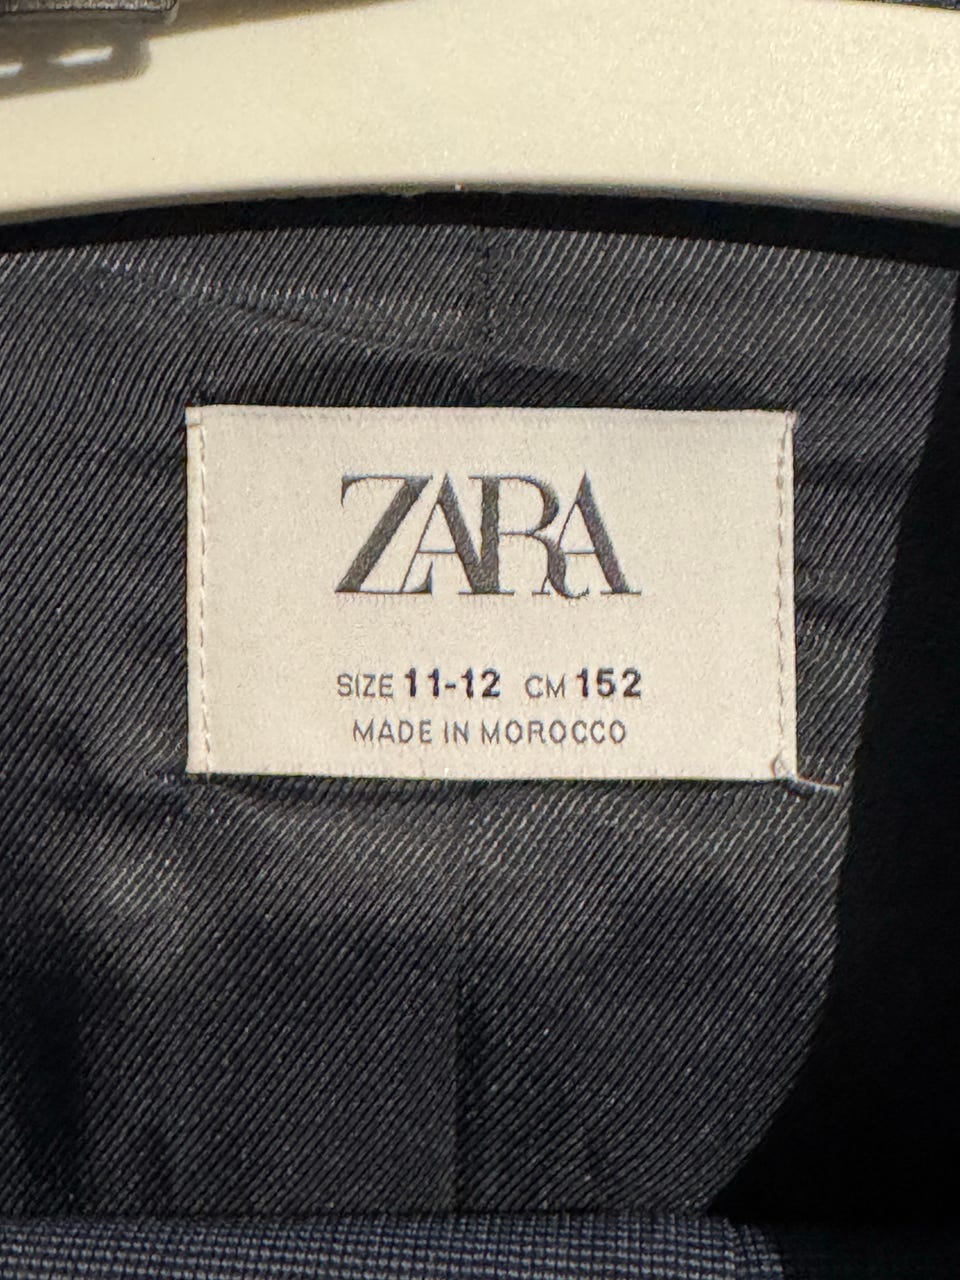 ZARA
SIZE 11-12 CM 152
MADE IN MOROCCO